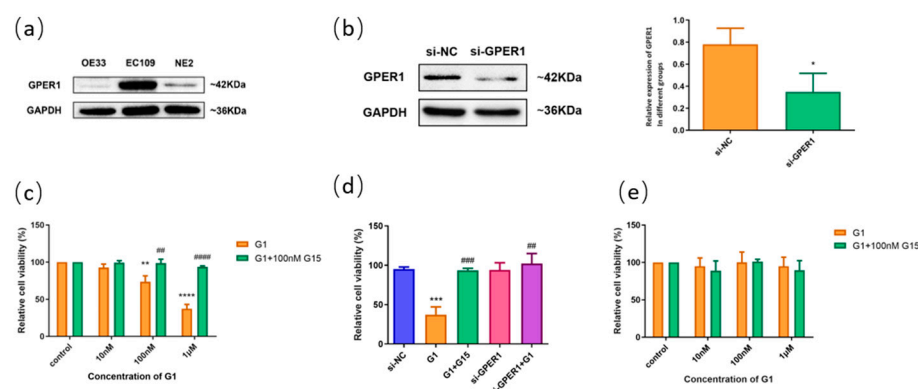 (a)
OE33 EC109 NE2
GPER1 ~42KDa
GAPDH ~36KDa
(b)
si-NC si-GPER1
GPER1 ~42KDa
GAPDH ~36KDa
Relative expression of GPER1
In different groups
1.0
0.8
0.6
0.4
0.2
0.0
*
si-NC
si-GPER1
(c)
Relative cell viability (%)
150
100
50
0
** ## **** ####
G1
G1+100nM G15
control
10nM
100nM
1μM
Concentration of G1
(d)
Relative cell viability (%)
150
100
50
0
*** ### ##
si-NC
G1
G1+G15
si-GPER1
si-GPER1+G1
(e)
Relative cell viability (%)
150
100
50
0
G1
G1+100nM G15
control
10nM
100nM
1μM
Concentration of G1